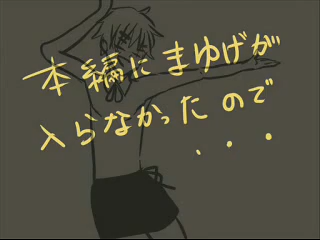 本編にまゆげが
入らなかったので
・・・